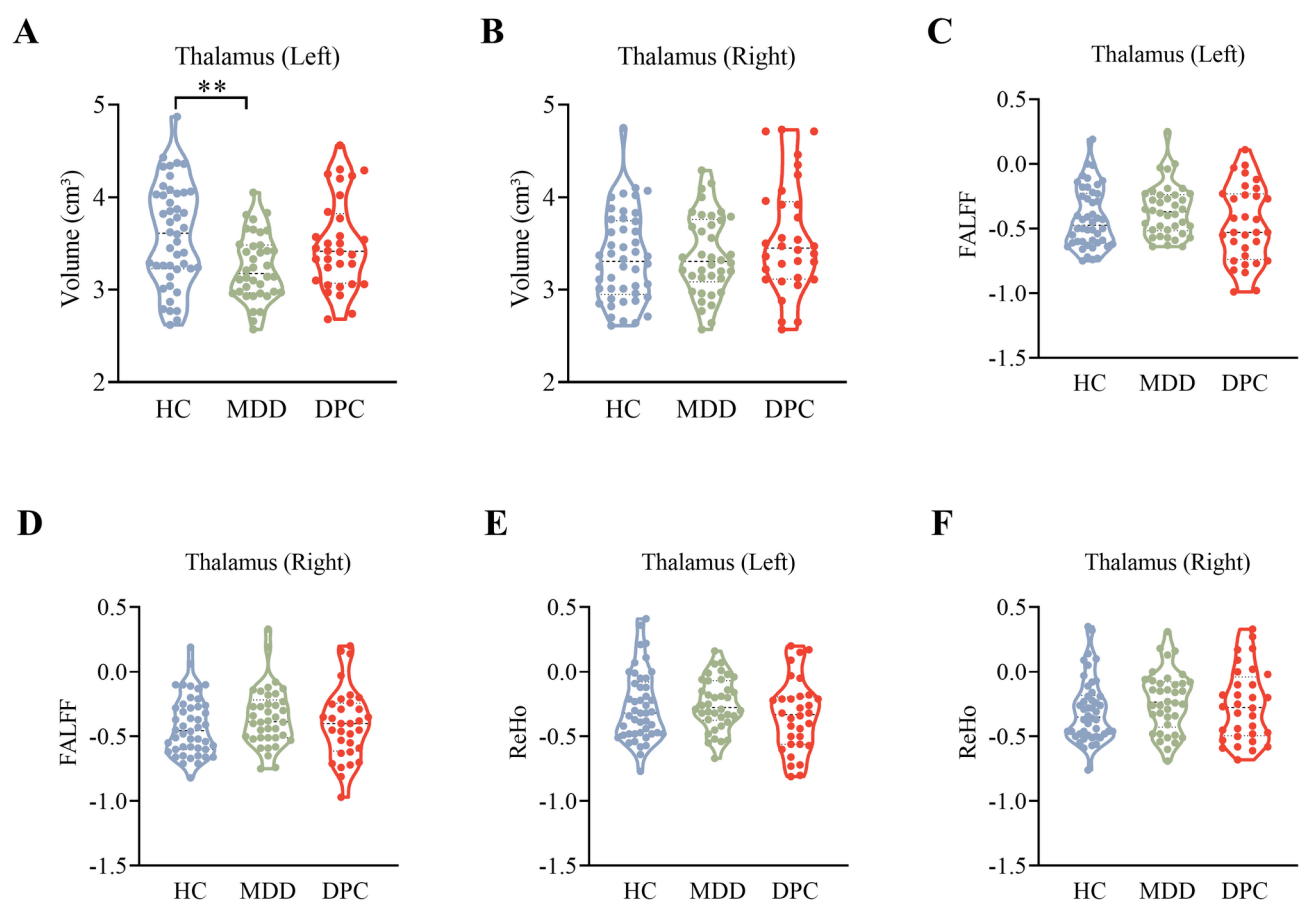 A
Thalamus (Left)
**
Volume (cm³)
5
4
3
2
HC MDD DPC
B
Thalamus (Right)
Volume (cm³)
5
4
3
2
HC MDD DPC
C
Thalamus (Left)
FALFF
0.5
0.0
-0.5
-1.0
-1.5
HC MDD DPC
D
Thalamus (Right)
FALFF
0.5
0.0
-0.5
-1.0
-1.5
HC MDD DPC
E
Thalamus (Left)
ReHo
0.5
0.0
-0.5
-1.0
-1.5
HC MDD DPC
F
Thalamus (Right)
ReHo
0.5
0.0
-0.5
-1.0
-1.5
HC MDD DPC